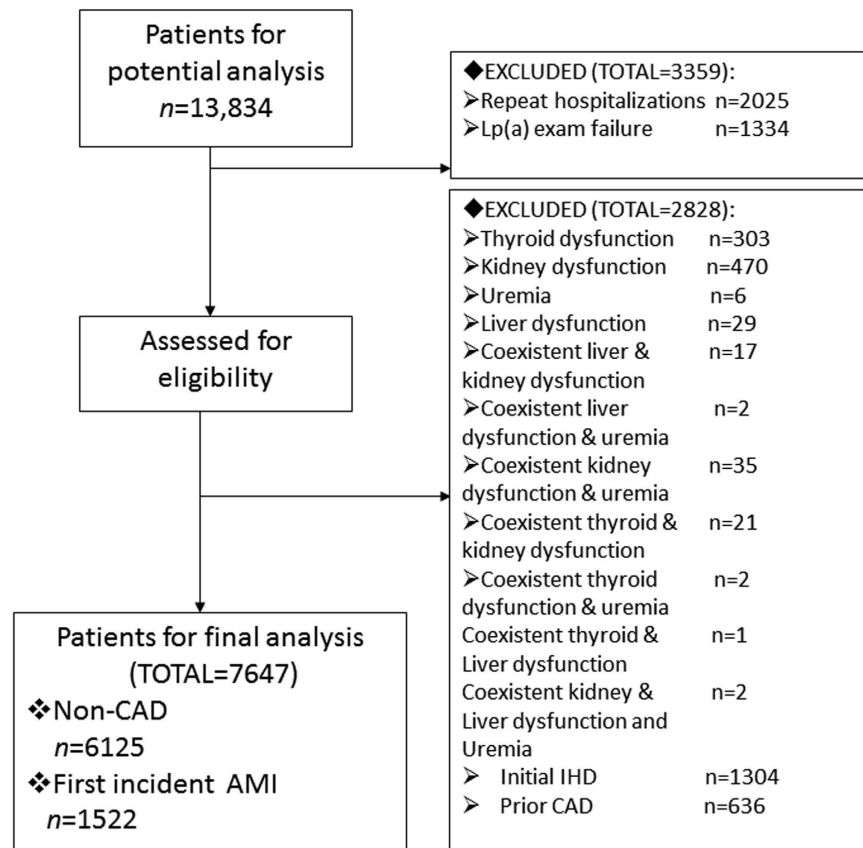 Patients for
potential analysis
n=13,834
◆EXCLUDED (TOTAL=3359):
➢Repeat hospitalizations n=2025
➢Lp(a) exam failure n=1334
◆EXCLUDED (TOTAL=2828):
➢Thyroid dysfunction n=303
➢Kidney dysfunction n=470
➢Uremia n=6
➢Liver dysfunction n=29
➢Coexistent liver & n=17
kidney dysfunction
➢Coexistent liver n=2
dysfunction & uremia
➢Coexistent kidney n=35
dysfunction & uremia
➢Coexistent thyroid & n=21
kidney dysfunction
➢Coexistent thyroid n=2
dysfunction & uremia
Coexistent thyroid & n=1
Liver dysfunction
Coexistent kidney & n=2
Liver dysfunction and
Uremia
➢ Initial IHD n=1304
➢ Prior CAD n=636
Assessed for
eligibility
Patients for final analysis
(TOTAL=7647)
❖Non-CAD
n=6125
❖First incident AMI
n=1522